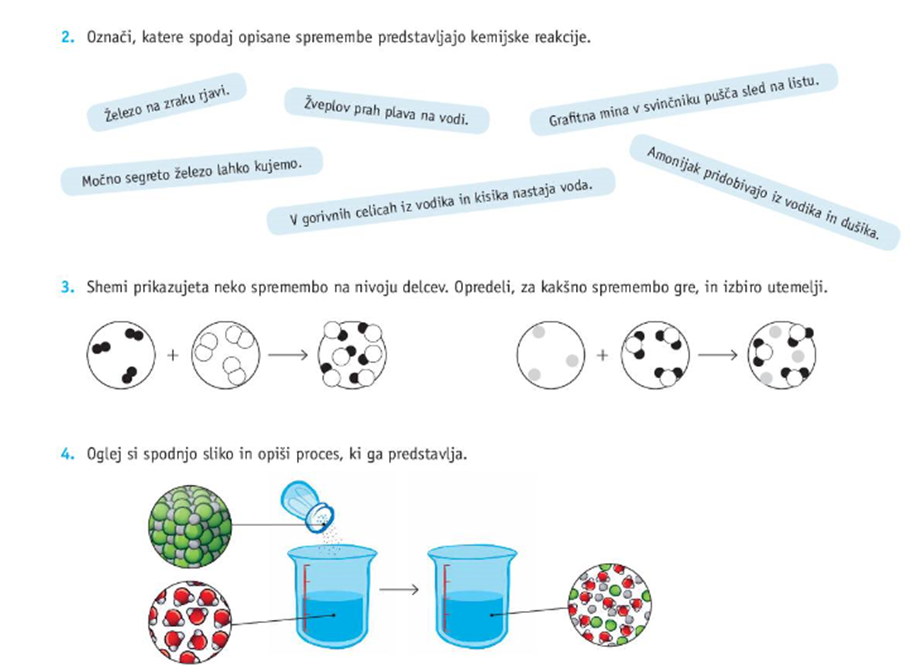 2. Označi, katere spodaj opisane spremembe predstavljajo kemijske reakcije.
Železo na zraku rjavi.
Žveplov prah plava na vodi.
Grafitna mina v svinčniku pušča sled na listu.
Močno segreto železo lahko kujemo.
V gorivnih celicah iz vodika in kisika nastaja voda.
Amonijak pridobivajo iz vodika in dušika.
3. Shemi prikazujeta neko spremembo na nivoju delcev. Opredeli, za kakšno spremembo gre, in izbiro utemelji.
+
+
4. Oglej si spodnjo sliko in opiši proces, ki ga predstavlja.